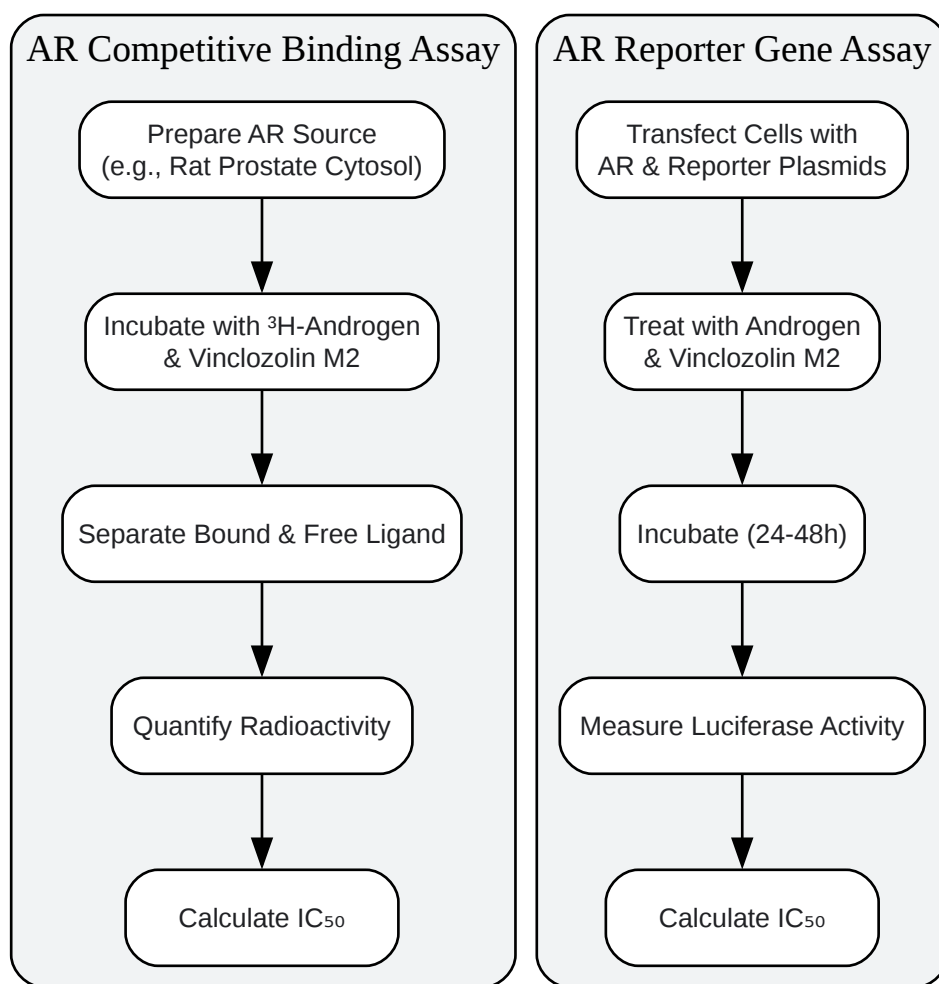 AR Competitive Binding Assay
Prepare AR Source
(e.g., Rat Prostate Cytosol)
Incubate with ³H-Androgen
& Vinclozolin M2
Separate Bound & Free Ligand
Quantify Radioactivity
Calculate IC₅₀
AR Reporter Gene Assay
Transfect Cells with
AR & Reporter Plasmids
Treat with Androgen
& Vinclozolin M2
Incubate (24-48h)
Measure Luciferase Activity
Calculate IC₅₀